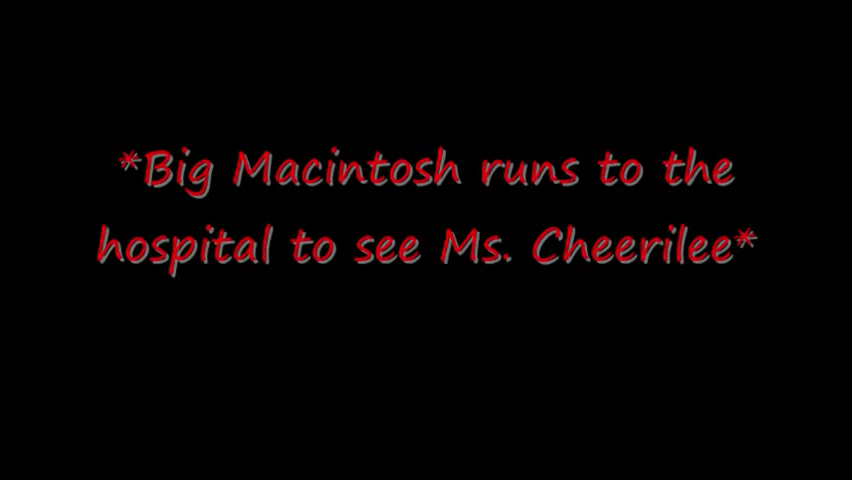 *Big Macintosh runs to the
hospital to see Ms. Cheerilee*